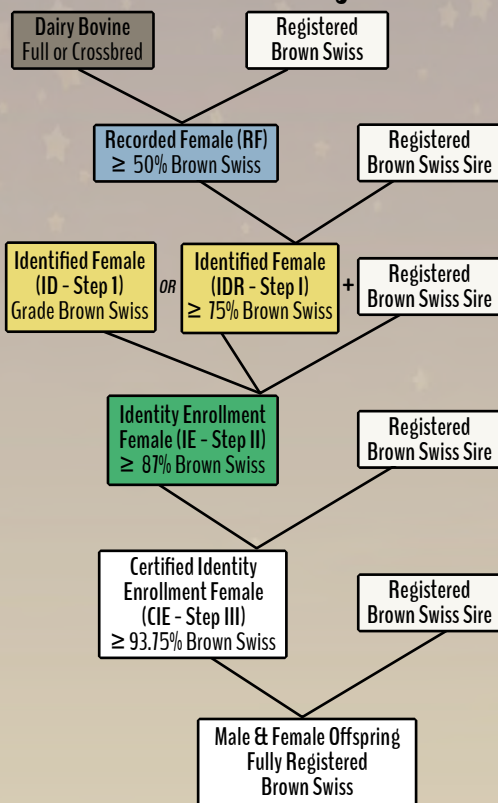 Dairy Bovine
Full or Crossbred
Registered
Brown Swiss
Recorded Female (RF)
≥ 50% Brown Swiss
Registered
Brown Swiss Sire
Identified Female
(ID - Step 1)
Grade Brown Swiss
OR
Identified Female
(IDR - Step I)
≥ 75% Brown Swiss
+
Registered
Brown Swiss Sire
Identity Enrollment
Female (IE - Step II)
≥ 87% Brown Swiss
Registered
Brown Swiss Sire
Certified Identity
Enrollment Female
(CIE - Step III)
≥ 93.75% Brown Swiss
Registered
Brown Swiss Sire
Male & Female Offspring
Fully Registered
Brown Swiss